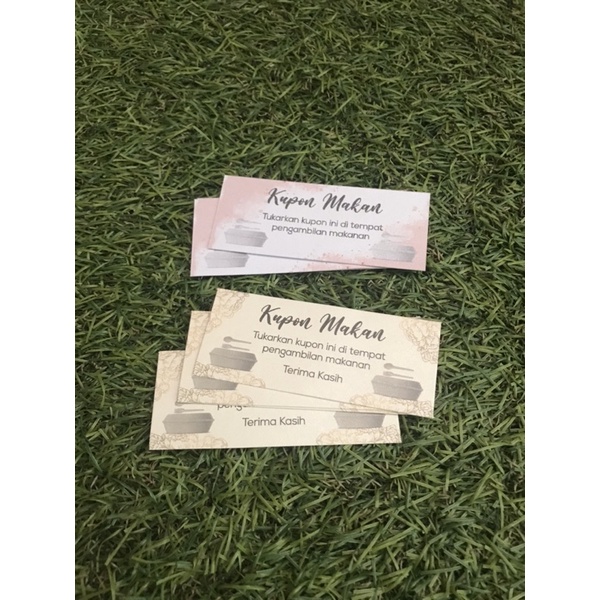 Kupon Makan
Tukarkan kupon ini di tempat
pengambilan makanan
Kupon Makan
Tukarkan kupon ini di tempat
pengambilan makanan
Terima Kasih
Terima Kasih